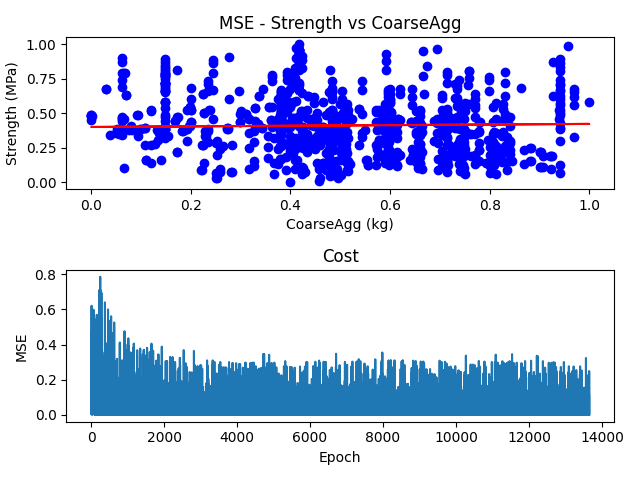 MSE - Strength vs CoarseAgg
1.00
0.75
0.50
0.25
0.00
Strength (MPa)
0.0 0.2 0.4 0.6 0.8 1.0
CoarseAgg (kg)
Cost
0.8
0.6
0.4
0.2
0.0
MSE
0 2000 4000 6000 8000 10000 12000 14000
Epoch